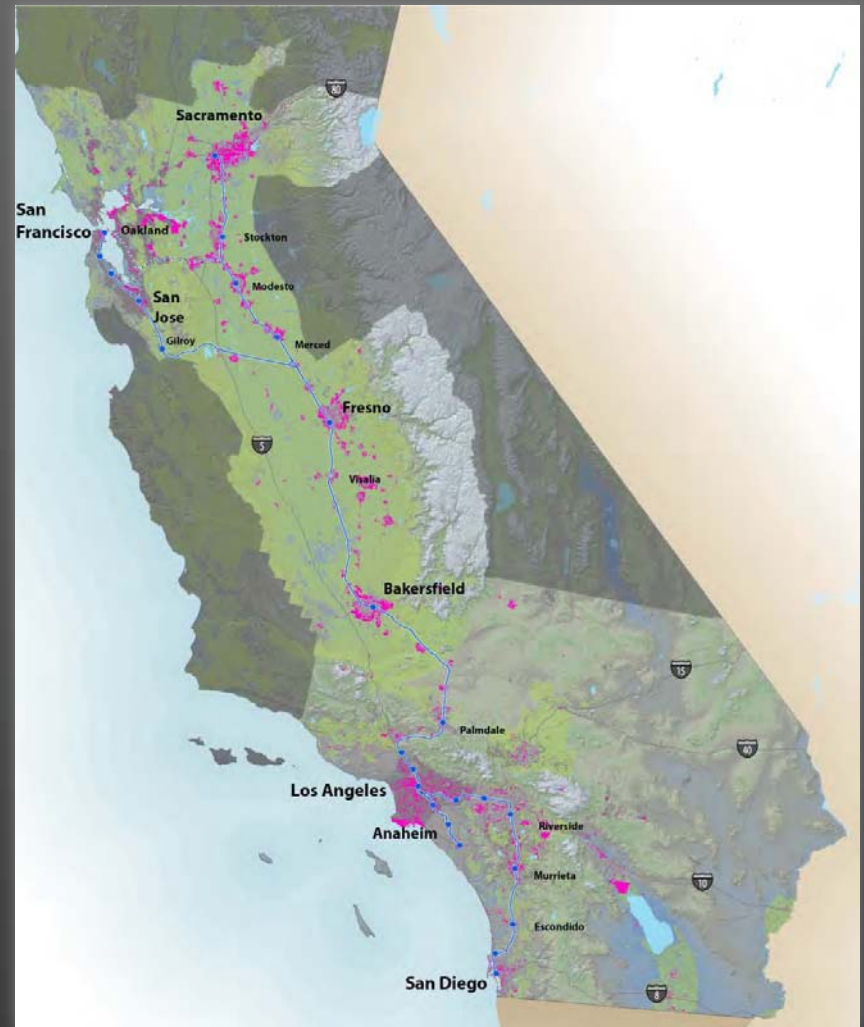 80
Sacramento
San
Francisco
Oakland
Stockton
San
Jose
Modesto
Gilroy
Merced
Fresno
5
Visalia
Bakersfield
15
Palmdale
40
Los Angeles
Anaheim
Riverside
Murrieta
10
Escondido
San Diego
8